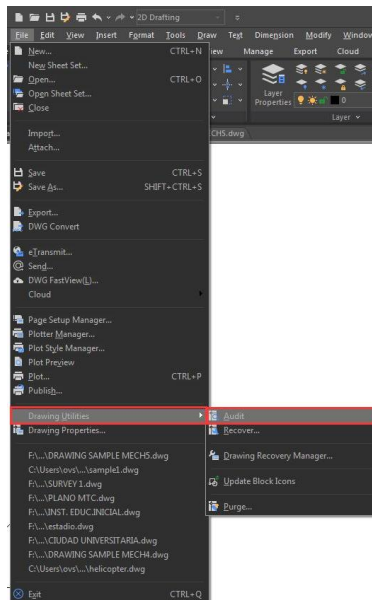 2D Drafting
File Edit View Insert Format Tools Draw Text Dimension Modify Window
New... CTRL+N
New Sheet Set...
Open... CTRL+O
Open Sheet Set...
Close
Import...
Attach...
Save CTRL+S
Save As... SHIFT+CTRL+S
Export...
DWG Convert
eTransmit...
Send...
DWG FastView(L)...
Cloud
Page Setup Manager...
Plotter Manager...
Plot Style Manager...
Plot Preview
Plot... CTRL+P
Publish...
Drawing Utilities
Drawing Properties...
F:\...\DRAWING SAMPLE MECH5.dwg
C:\Users\ovs\...\sample1.dwg
F:\...\SURVEY 1.dwg
F:\...\PLANO MTC.dwg
F:\...\INST. EDUC.INICIAL.dwg
F:\...\estadio.dwg
F:\...\CIUDAD UNIVERSITARIA.dwg
F:\...\DRAWING SAMPLE MECH4.dwg
C:\Users\ovs\...\helicopter.dwg
Exit CTRL+Q
iew Manage Export Cloud
Layer
Properties
0
Layer
CH5.dwg
Audit
Recover...
Drawing Recovery Manager...
Update Block Icons
Purge...